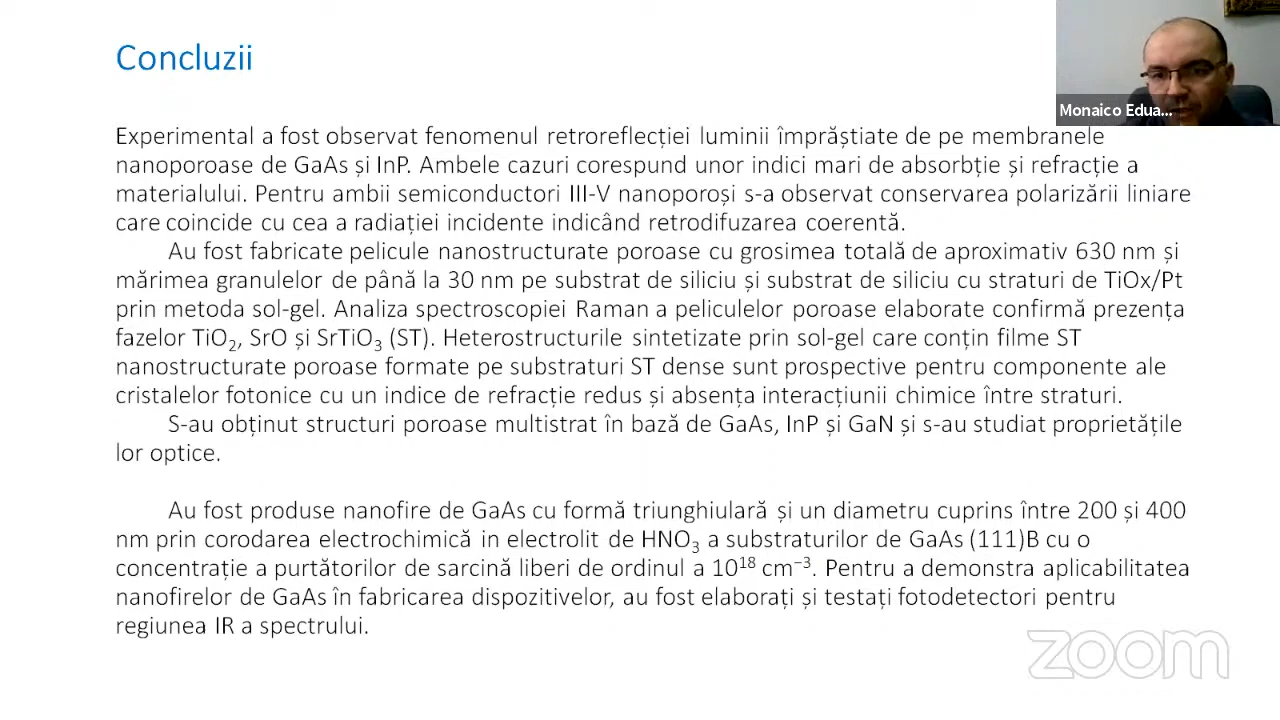 Concluzii
Monaico Edua...
Experimental a fost observat fenomenul retroreflecției luminii împrăștiate de pe membranele
nanoporoase de GaAs și InP. Ambele cazuri corespund unor indici mari de absorbție și refracție a
materialului. Pentru ambii semiconductori III-V nanoporoși s-a observat conservarea polarizării liniare
care coincide cu cea a radiației incidente indicând retrodifuzarea coerentă.
Au fost fabricate pelicule nanostructurate poroase cu grosimea totală de aproximativ 630 nm și
mărimea granulelor de până la 30 nm pe substrat de siliciu și substrat de siliciu cu straturi de TiOx/Pt
prin metoda sol-gel. Analiza spectroscopiei Raman a peliculelor poroase elaborate confirmă prezența
fazelor TiO₂, SrO și SrTiO₃ (ST). Heterostructurile sintetizate prin sol-gel care conțin filme ST
nanostructurate poroase formate pe substraturi ST dense sunt prospective pentru componente ale
cristalelor fotonice cu un indice de refracție redus și absența interacțiunii chimice între straturi.
S-au obținut structuri poroase multistrat în bază de GaAs, InP și GaN și s-au studiat proprietățile
lor optice.
Au fost produse nanofire de GaAs cu formă triunghiulară și un diametru cuprins între 200 și 400
nm prin corodarea electrochimică in electrolit de HNO₃ a substraturilor de GaAs (111)B cu o
concentrație a purtătorilor de sarcină liberi de ordinul a 10¹⁸ cm⁻³. Pentru a demonstra aplicabilitatea
nanofirelor de GaAs în fabricarea dispozitivelor, au fost elaborați și testați fotodetectori pentru
regiunea IR a spectrului.
zoom